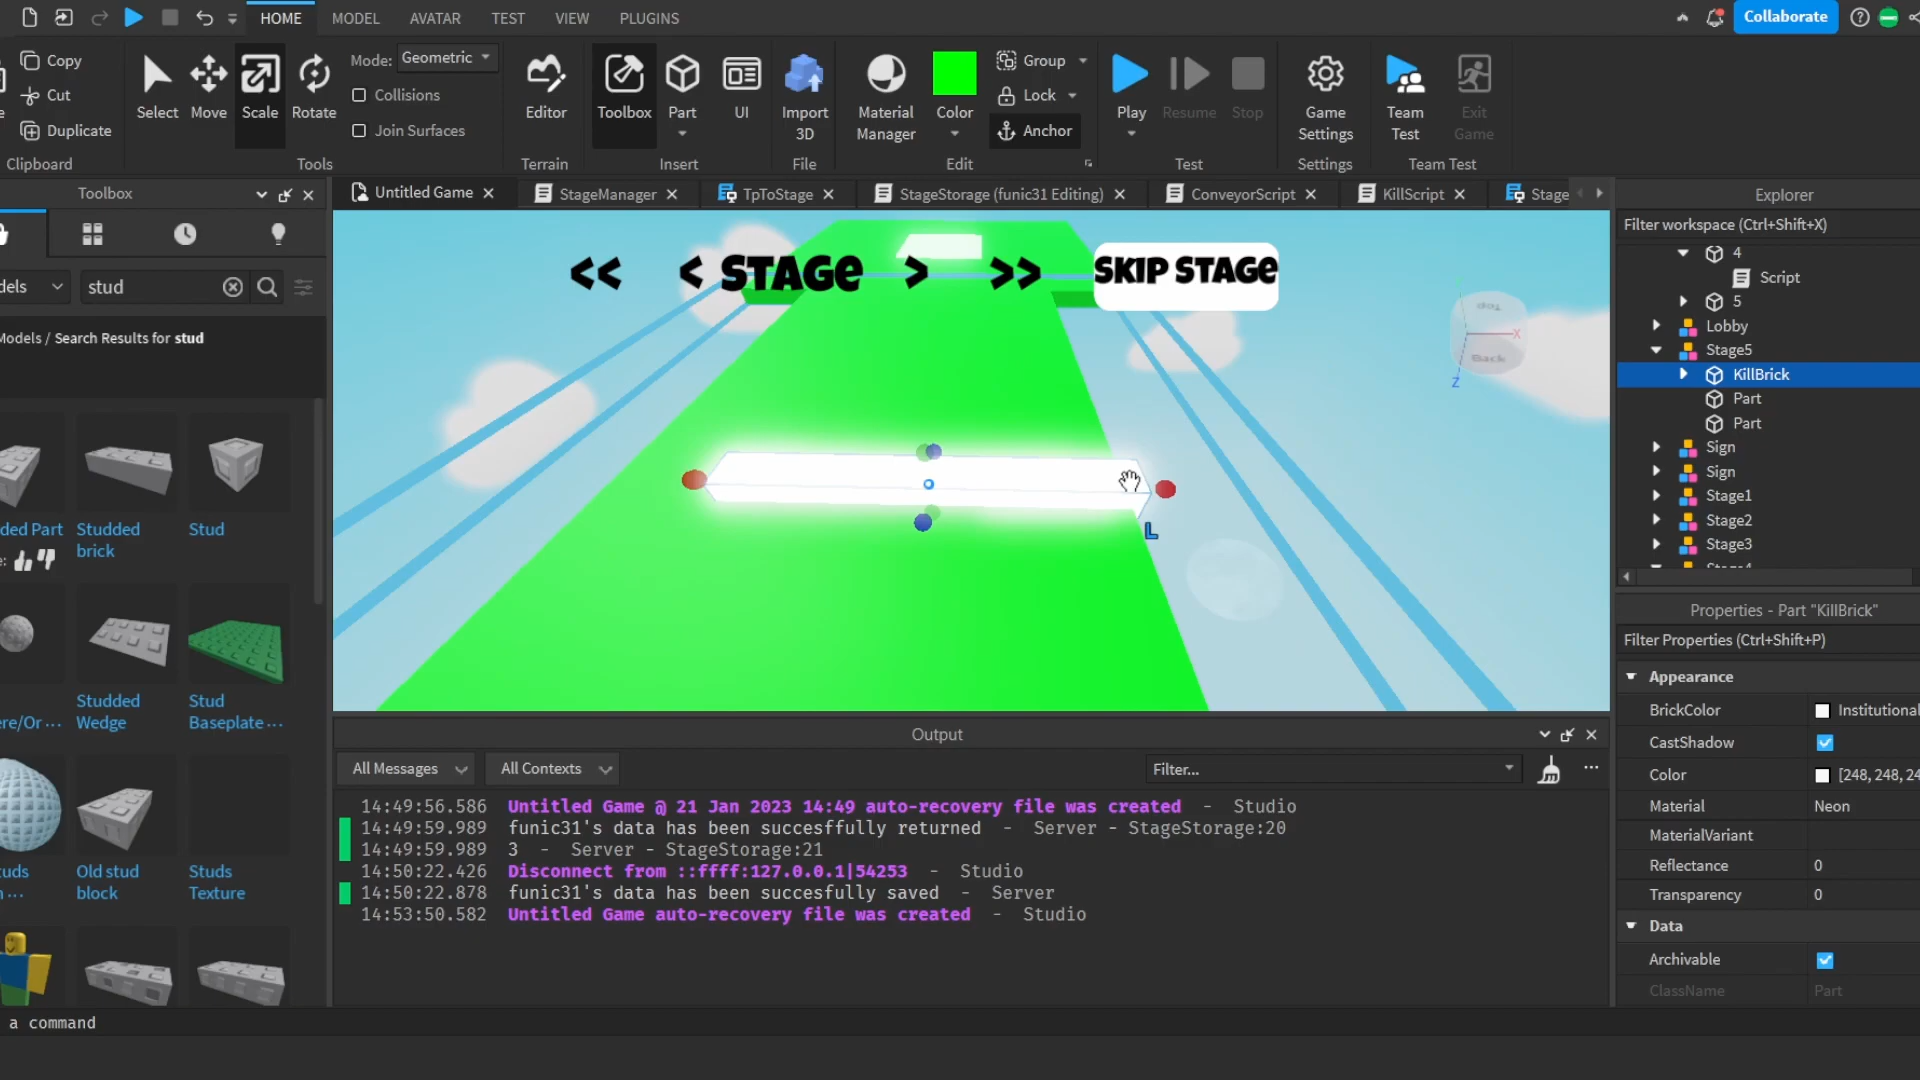 HOME
MODEL
AVATAR
TEST
VIEW
PLUGINS
Collaborate
Copy
Cut
Duplicate
Clipboard
Select
Move
Scale
Rotate
Mode: Geometric
Collisions
Join Surfaces
Tools
Editor
Terrain
Toolbox
Part
UI
Insert
Import
3D
File
Material
Manager
Color
Group
Lock
Anchor
Edit
Play
Resume
Stop
Test
Game
Settings
Settings
Team
Test
Exit
Game
Team Test
Toolbox
Untitled Game
StageManager
TpToStage
StageStorage (funic31 Editing)
ConveyorScript
KillScript
Stage
Explorer
Filter workspace (Ctrl+Shift+X)
dels
stud
Models / Search Results for stud
ded Part
Studded
brick
Stud
ere/Or ...
Studded
Wedge
Stud
Baseplate ...
tuds
Old stud
block
Studs
Texture
<< < STAGE > >> SKIP STAGE
Top
Back
X
Z
L
4
Script
5
Lobby
Stage5
KillBrick
Part
Part
Sign
Sign
Stage1
Stage2
Stage3
Stage4
Properties - Part "KillBrick"
Filter Properties (Ctrl+Shift+P)
Appearance
BrickColor Institutional
CastShadow
Color [248, 248, 24
Material Neon
MaterialVariant
Reflectance 0
Transparency 0
Data
Archivable
ClassName Part
Output
All Messages
All Contexts
Filter...
14:49:56.586 Untitled Game @ 21 Jan 2023 14:49 auto-recovery file was created - Studio
14:49:59.989 funic31's data has been succesffully returned - Server - StageStorage:20
14:49:59.989 3 - Server - StageStorage:21
14:50:22.426 Disconnect from ::ffff:127.0.0.1|54253 - Studio
14:50:22.878 funic31's data has been succesfully saved - Server
14:53:50.582 Untitled Game auto-recovery file was created - Studio
a command